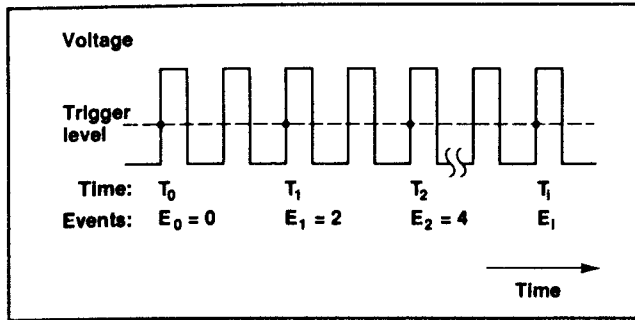 Voltage
Trigger
level
Time: T₀ T₁ T₂ Tᵢ
Events: E₀ = 0 E₁ = 2 E₂ = 4 Eᵢ
Time